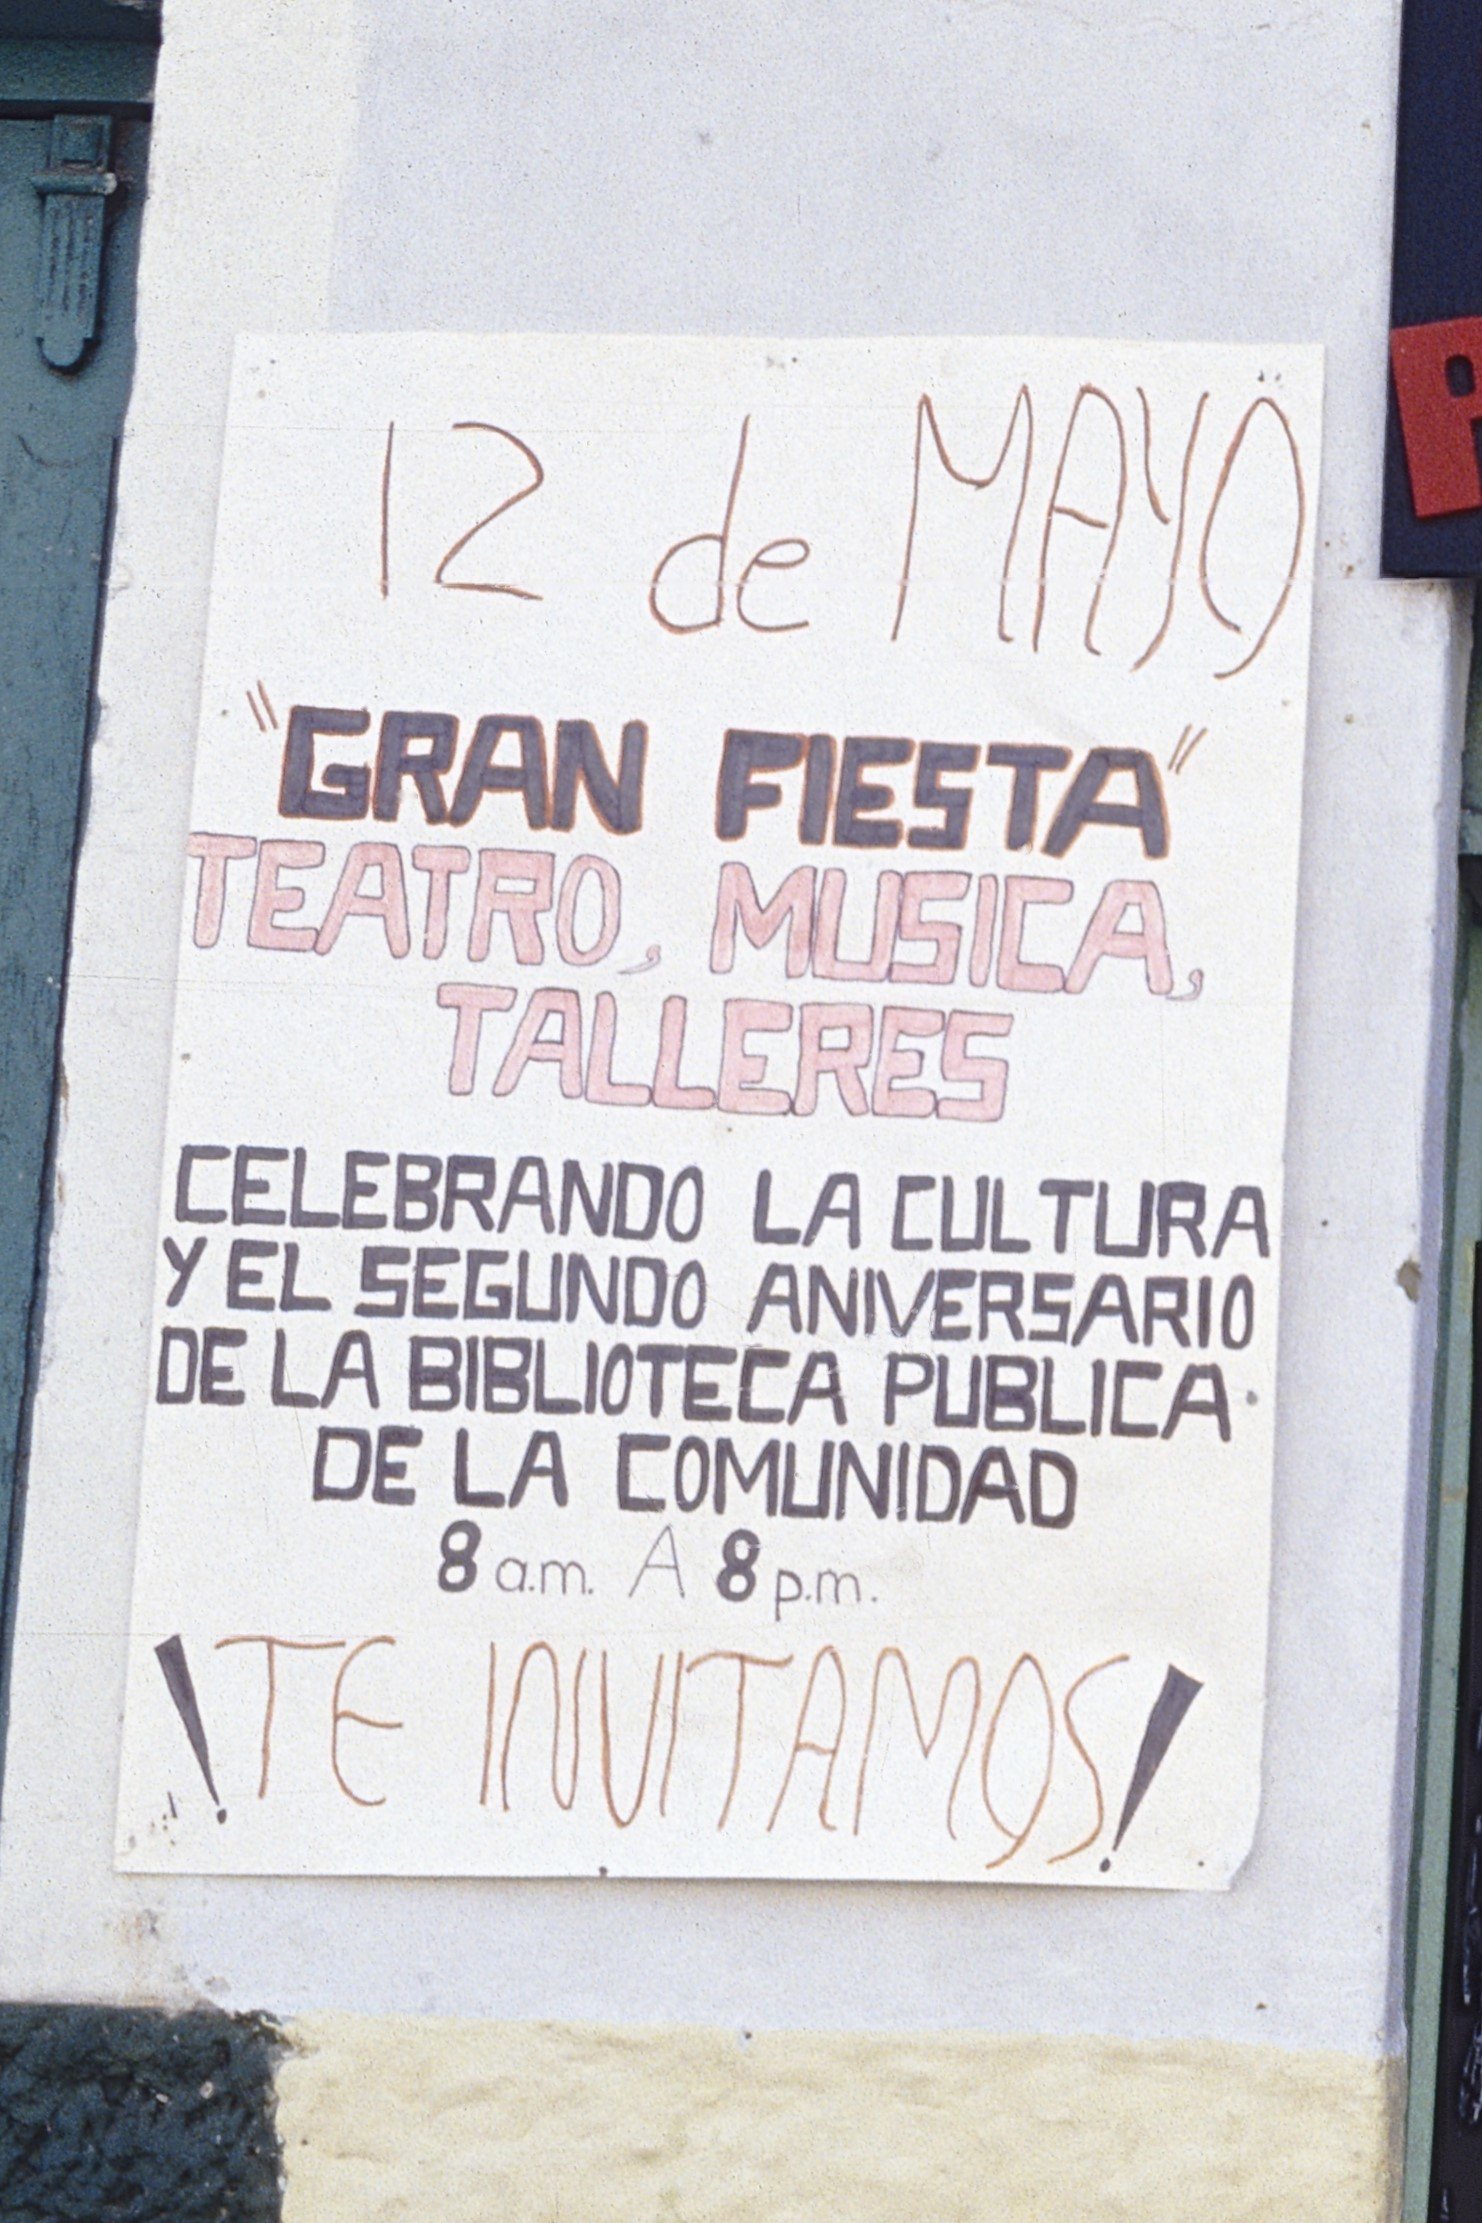 12 de MAYO
"GRAN FIESTA"
TEATRO, MUSICA,
TALLERES
CELEBRANDO LA CULTURA
Y EL SEGUNDO ANIVERSARIO
DE LA BIBLIOTECA PUBLICA
DE LA COMUNIDAD
8 a.m. A 8 p.m.
¡TE INVITAMOS!